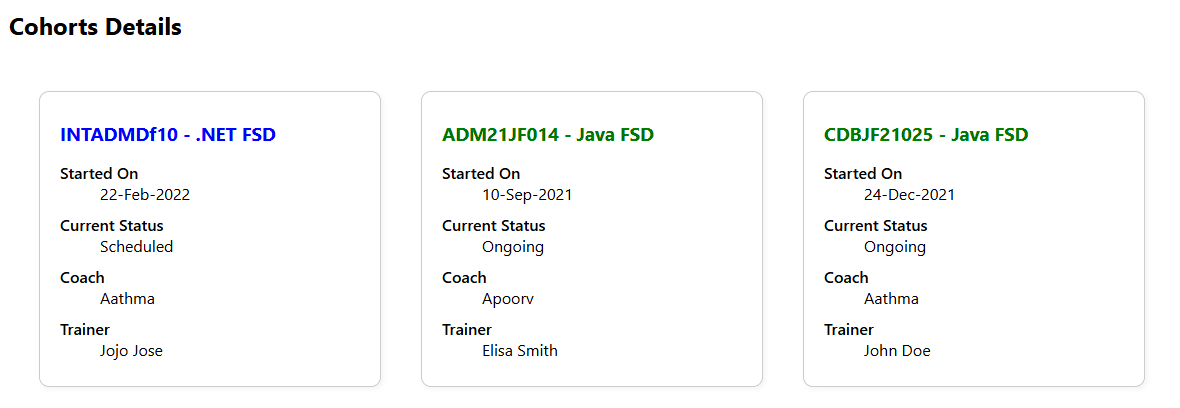 Cohorts Details
INTADMDf10 - .NET FSD
Started On
22-Feb-2022
Current Status
Scheduled
Coach
Aathma
Trainer
Jojo Jose
ADM21JF014 - Java FSD
Started On
10-Sep-2021
Current Status
Ongoing
Coach
Apoorv
Trainer
Elisa Smith
CDBJF21025 - Java FSD
Started On
24-Dec-2021
Current Status
Ongoing
Coach
Aathma
Trainer
John Doe